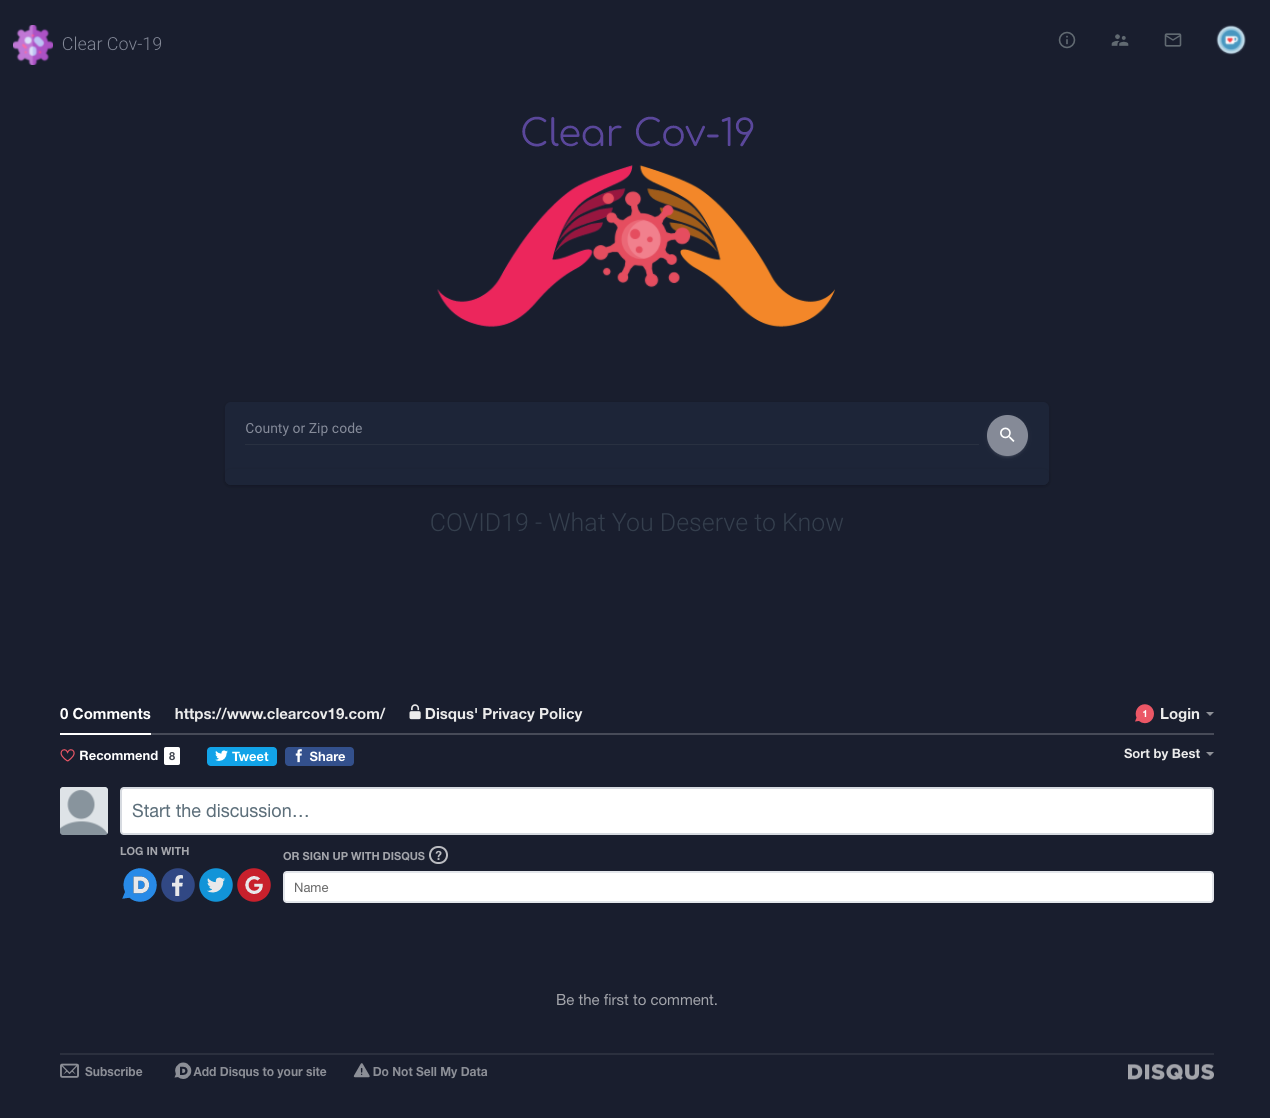 Clear Cov-19
Clear Cov-19
County or Zip code
COVID19 - What You Deserve to Know
0 Comments https://www.clearcov19.com/ Disqus' Privacy Policy 1 Login
Recommend 8 Tweet f Share Sort by Best
Start the discussion...
LOG IN WITH
OR SIGN UP WITH DISQUS ?
D f G
Name
Be the first to comment.
Subscribe D Add Disqus to your site Do Not Sell My Data DISQUS